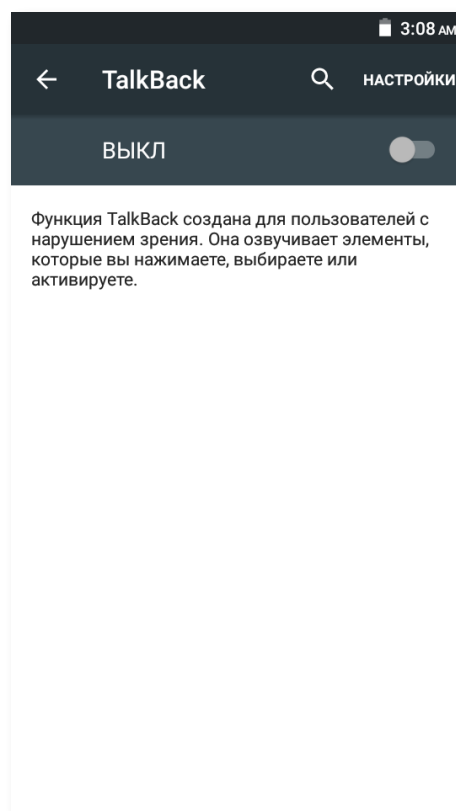 3:08 AM
TalkBack НАСТРОЙКИ
ВЫКЛ
Функция TalkBack создана для пользователей с
нарушением зрения. Она озвучивает элементы,
которые вы нажимаете, выбираете или
активируете.